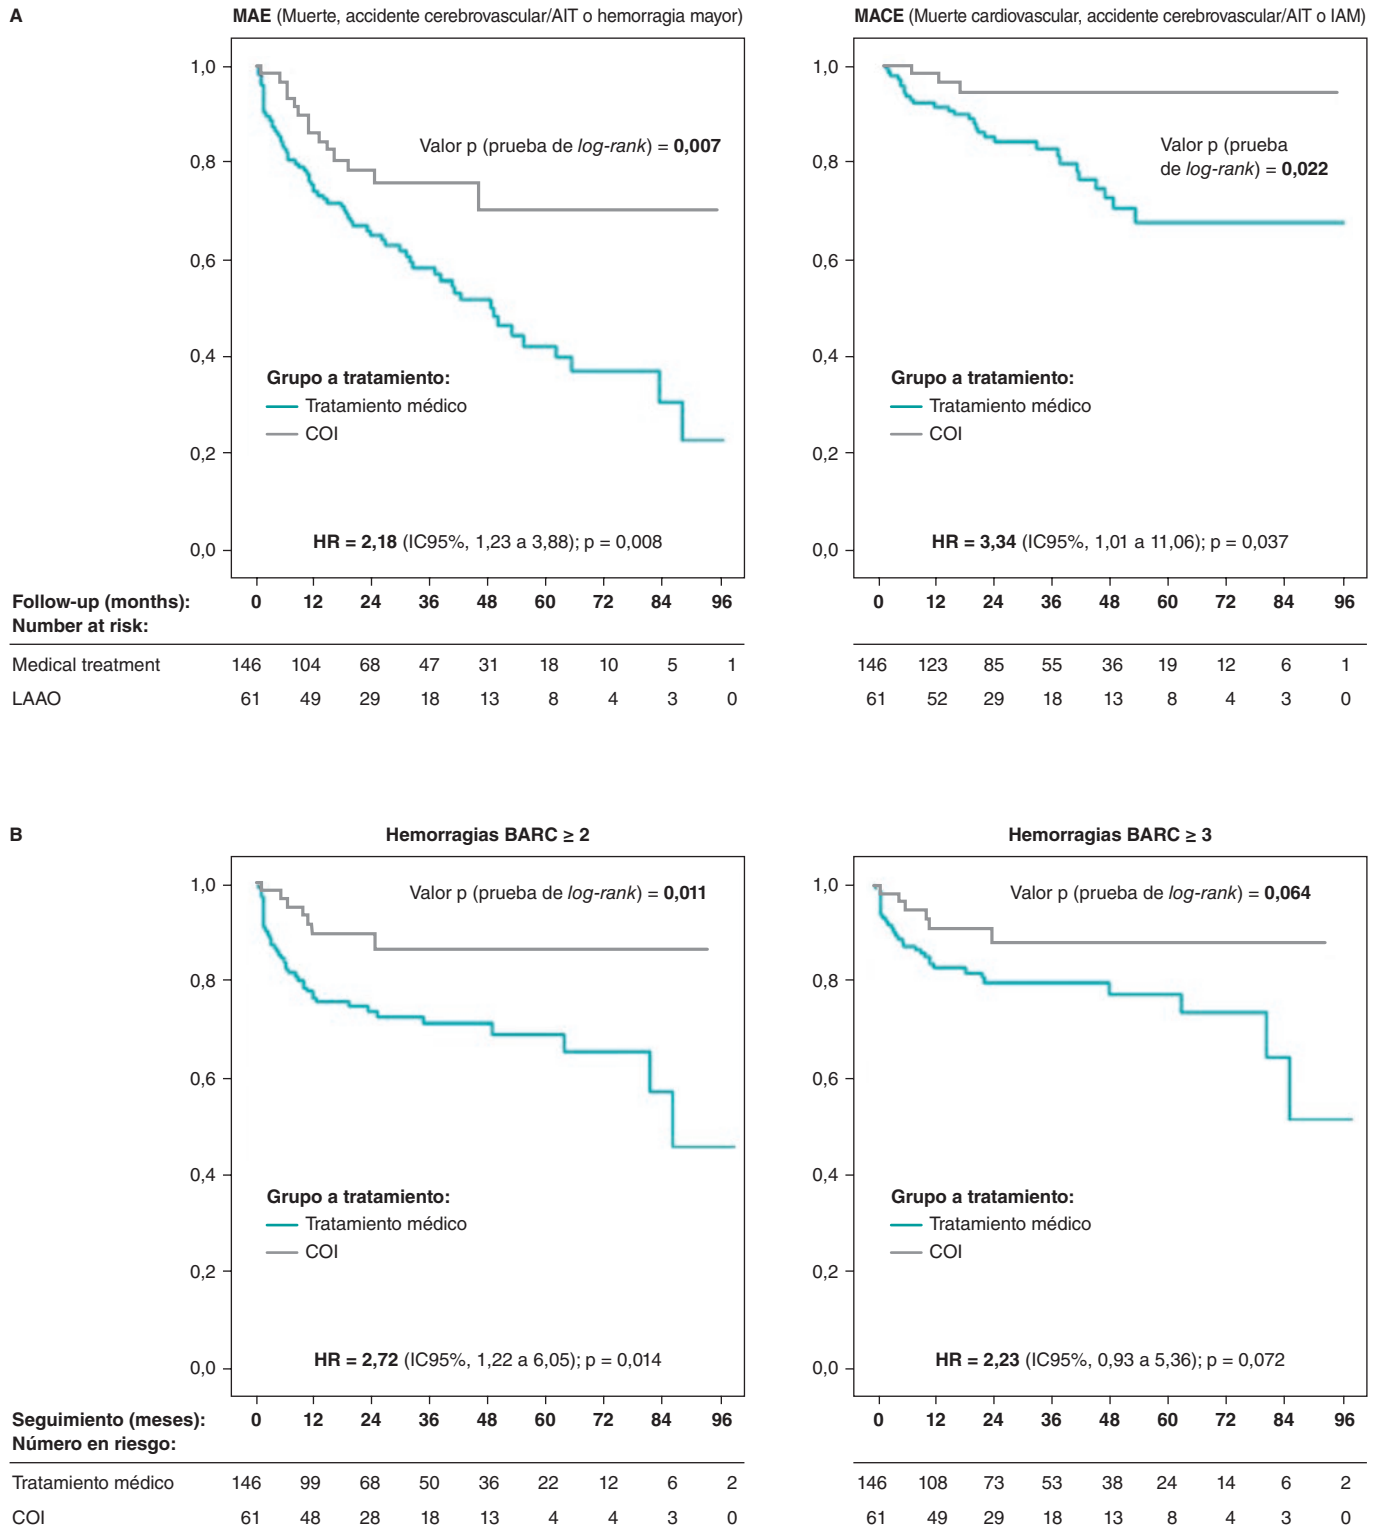 A
MAE (Muerte, accidente cerebrovascular/AIT o hemorragia mayor)
1,0
0,8
0,6
0,4
0,2
0,0
Valor p (prueba de log-rank) = 0,007
Grupo a tratamiento:
Tratamiento médico
COI
HR = 2,18 (IC95%, 1,23 a 3,88); p = 0,008
MACE (Muerte cardiovascular, accidente cerebrovascular/AIT o IAM)
1,0
0,8
0,6
0,4
0,2
0,0
Valor p (prueba
de log-rank) = 0,022
Grupo a tratamiento:
Tratamiento médico
COI
HR = 3,34 (IC95%, 1,01 a 11,06); p = 0,037
Follow-up (months): 0 12 24 36 48 60 72 84 96 0 12 24 36 48 60 72 84 96
Number at risk:
Medical treatment 146 104 68 47 31 18 10 5 1 146 123 85 55 36 19 12 6 1
LAAO 61 49 29 18 13 8 4 3 0 61 52 29 18 13 8 4 3 0
B
Hemorragias BARC ≥ 2
1,0
0,8
0,6
0,4
0,2
0,0
Valor p (prueba de log-rank) = 0,011
Grupo a tratamiento:
Tratamiento médico
COI
HR = 2,72 (IC95%, 1,22 a 6,05); p = 0,014
Hemorragias BARC ≥ 3
1,0
0,8
0,6
0,4
0,2
0,0
Valor p (prueba de log-rank) = 0,064
Grupo a tratamiento:
Tratamiento médico
COI
HR = 2,23 (IC95%, 0,93 a 5,36); p = 0,072
Seguimiento (meses): 0 12 24 36 48 60 72 84 96 0 12 24 36 48 60 72 84 96
Número en riesgo:
Tratamiento médico 146 99 68 50 36 22 12 6 2 146 108 73 53 38 24 14 6 2
COI 61 48 28 18 13 4 4 3 0 61 49 29 18 13 8 4 3 0